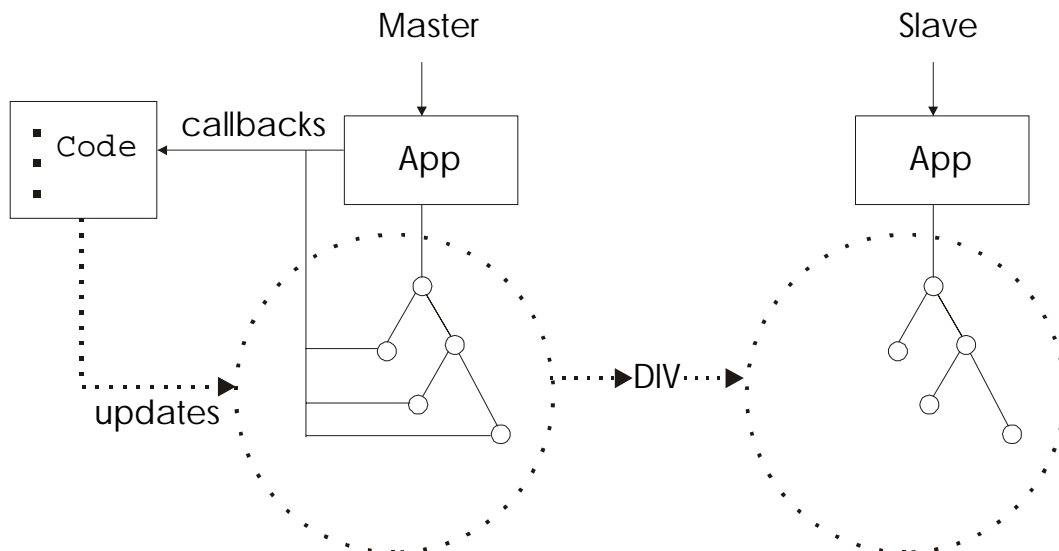 Master
Slave
callbacks
Code
App
App
DIV
updates